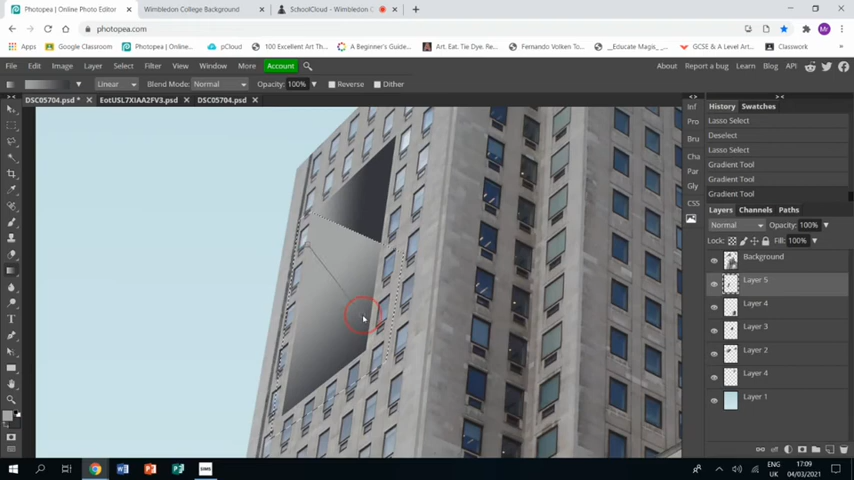 Photopea | Online Photo Editor
Wimbledon College Background
SchoolCloud - Wimbledon C
photopea.com
Apps
Photopea | Online Photo Edit
pCloud
100 Excellent Art Thi
A Beginner's Guide...
Art. Eat. Tie Dye. Re
Fernando Volken To
__Educate Magis_
GCSE & A Level Art
Classwork
File Edit Image Layer Select Filter View Window More Account
About Report a bug Learn Blog API
Linear
Blend Mode: Normal
Opacity: 100%
Reverse
Dither
DSC05704.psd *
EotUSL7XIAA2FV3.psd
DSC05704.psd
Inf
Pro
Bru
Cha
Par
Gly
CSS
History Swatches
Lasso Select
Deselect
Lasso Select
Gradient Tool
Gradient Tool
Gradient Tool
Layers Channels Paths
Normal
Opacity: 100%
Lock:
Fill: 100%
Background
Layer 5
Layer 4
Layer 3
Layer 2
Layer 4
Layer 1
SIMS
ENG
UK
17:09
04/03/2021